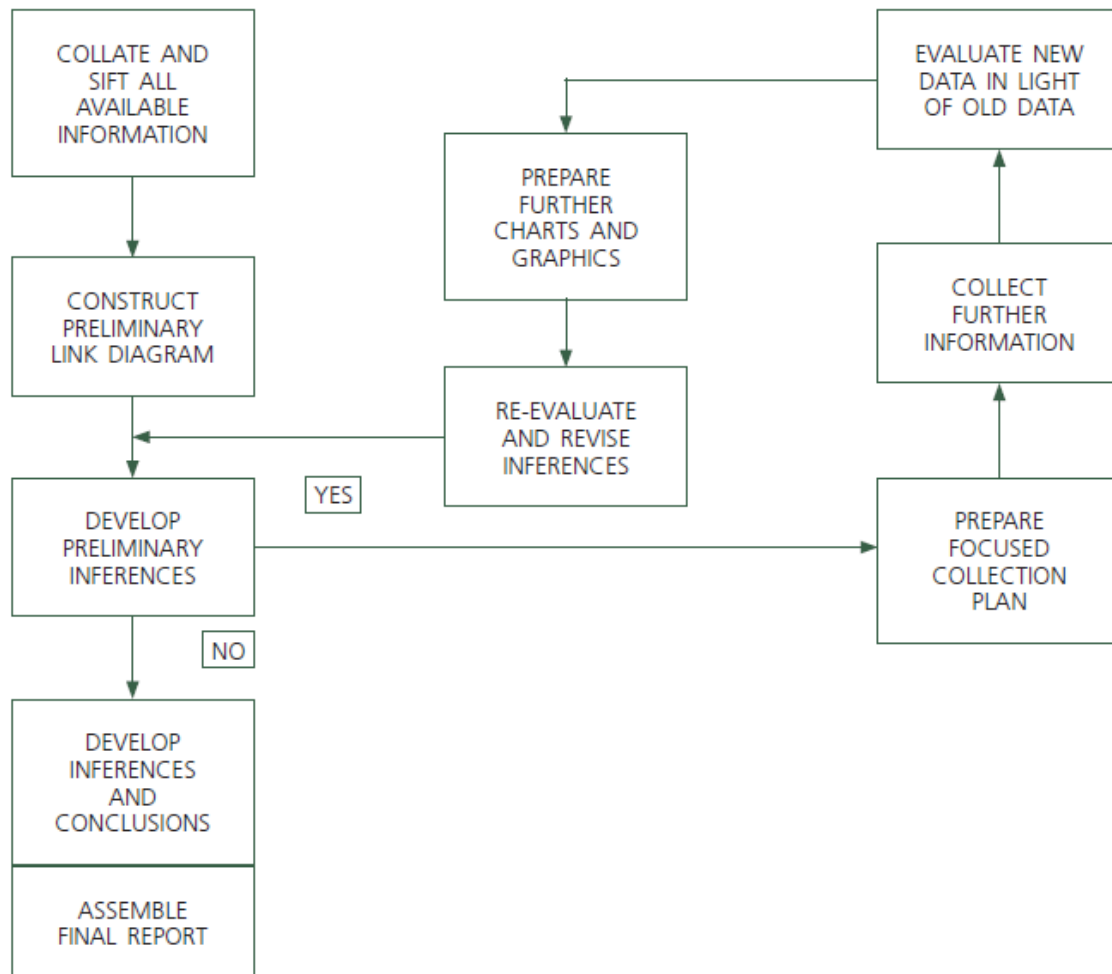 COLLATE AND
SIFT ALL
AVAILABLE
INFORMATION
CONSTRUCT
PRELIMINARY
LINK DIAGRAM
DEVELOP
PRELIMINARY
INFERENCES
YES
NO
DEVELOP
INFERENCES
AND
CONCLUSIONS
ASSEMBLE
FINAL REPORT
PREPARE
FOCUSED
COLLECTION
PLAN
COLLECT
FURTHER
INFORMATION
EVALUATE NEW
DATA IN LIGHT
OF OLD DATA
PREPARE
FURTHER
CHARTS AND
GRAPHICS
RE-EVALUATE
AND REVISE
INFERENCES